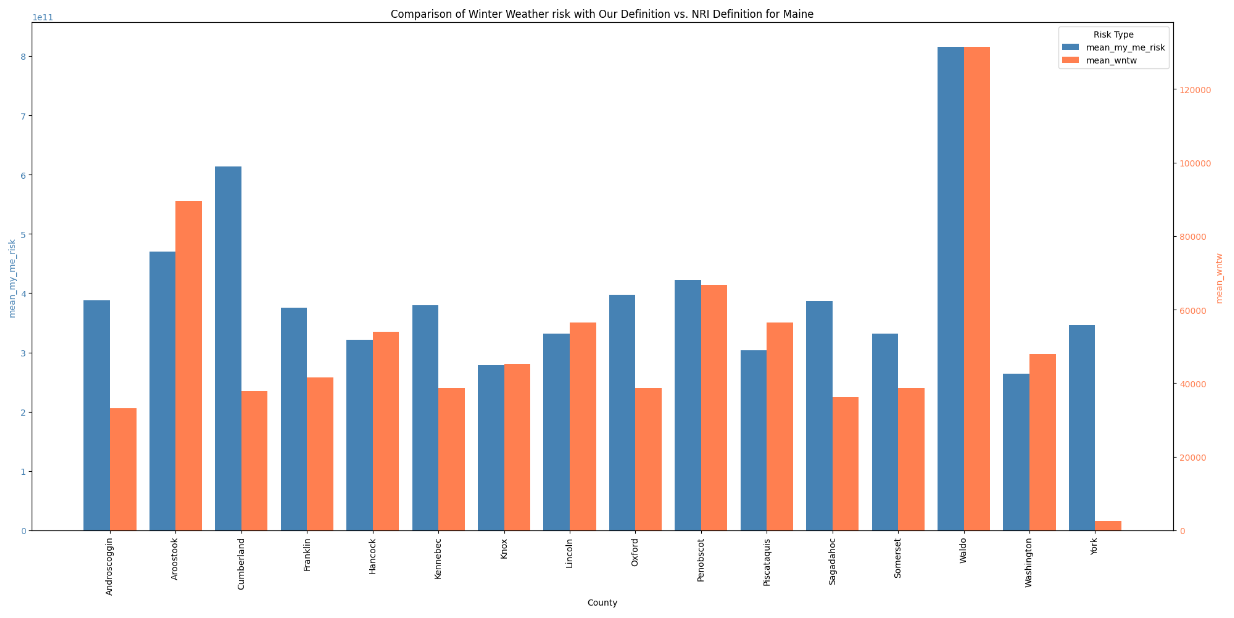 Comparison of Winter Weather risk with Our Definition vs. NRI Definition for Maine
1e11
Risk Type
mean_my_me_risk
mean_wntw
8
7
6
5
4
3
2
1
0
mean_my_me_risk
120000
100000
80000
60000
40000
20000
0
mean_wntw
Androscoggin
Aroostook
Cumberland
Franklin
Hancock
Kennebec
Knox
Lincoln
Oxford
Penobscot
Piscataquis
Sagadahoc
Somerset
Waldo
Washington
York
County